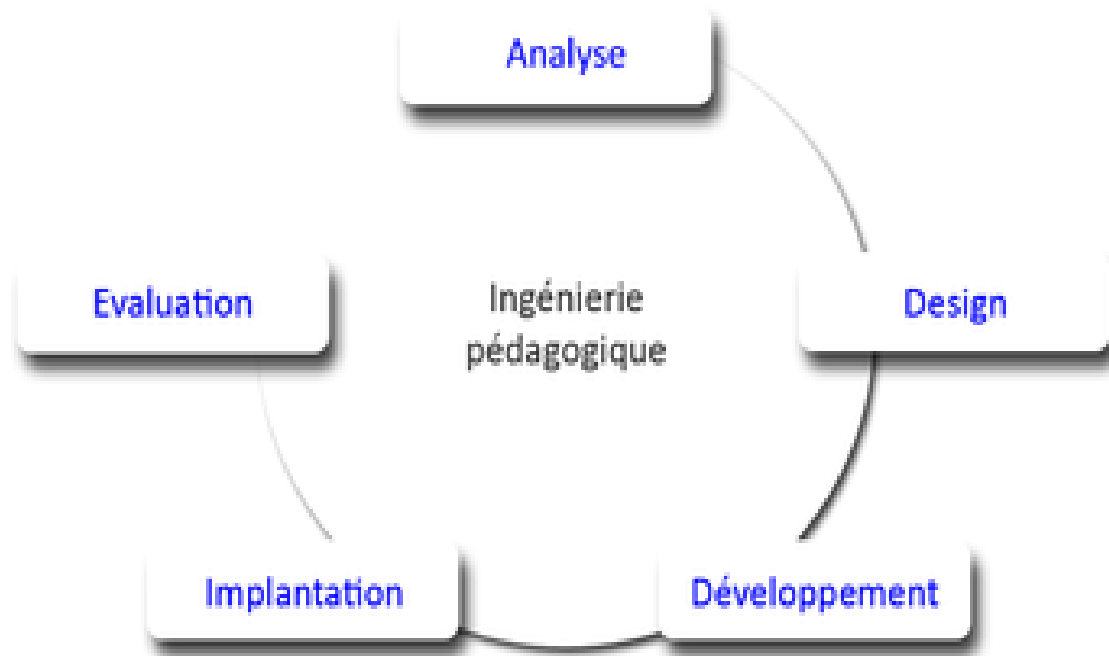 Analyse
Evaluation
Ingénierie
pédagogique
Design
Implantation
Développement